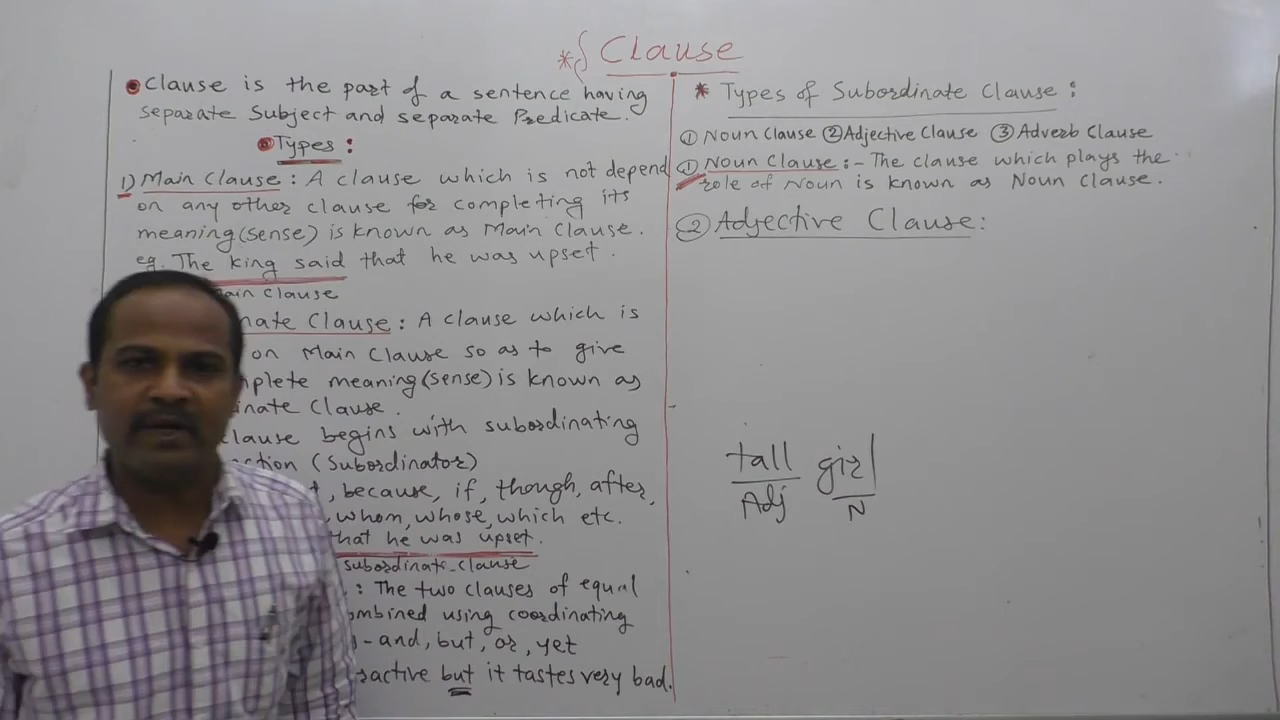 * { Clause
• Clause is the part of a sentence having
separate Subject and separate Predicate.
• Types :
1) Main Clause : A clause which is not depend
on any other clause for completing its
meaning(sense) is known as Main Clause.
eg. The king said that he was upset.
ain Clause
nate Clause : A clause which is
on Main Clause so as to give
plete meaning(sense) is known as
inate Clause.
clause begins with subordinating
ction (Subordinator)
, because, if, though, after,
, whom, whose, which etc.
that he was upset.
subordinate clause
: The two clauses of equal
mbined using coordinating
- and, but, or, yet
ractive but it tastes very bad.
* Types of Subordinate Clause :
① Noun Clause ② Adjective Clause ③ Adverb Clause
① Noun Clause :- The clause which plays the
role of Noun is known as Noun Clause.
② Adjective Clause :
tall girl
Adj N